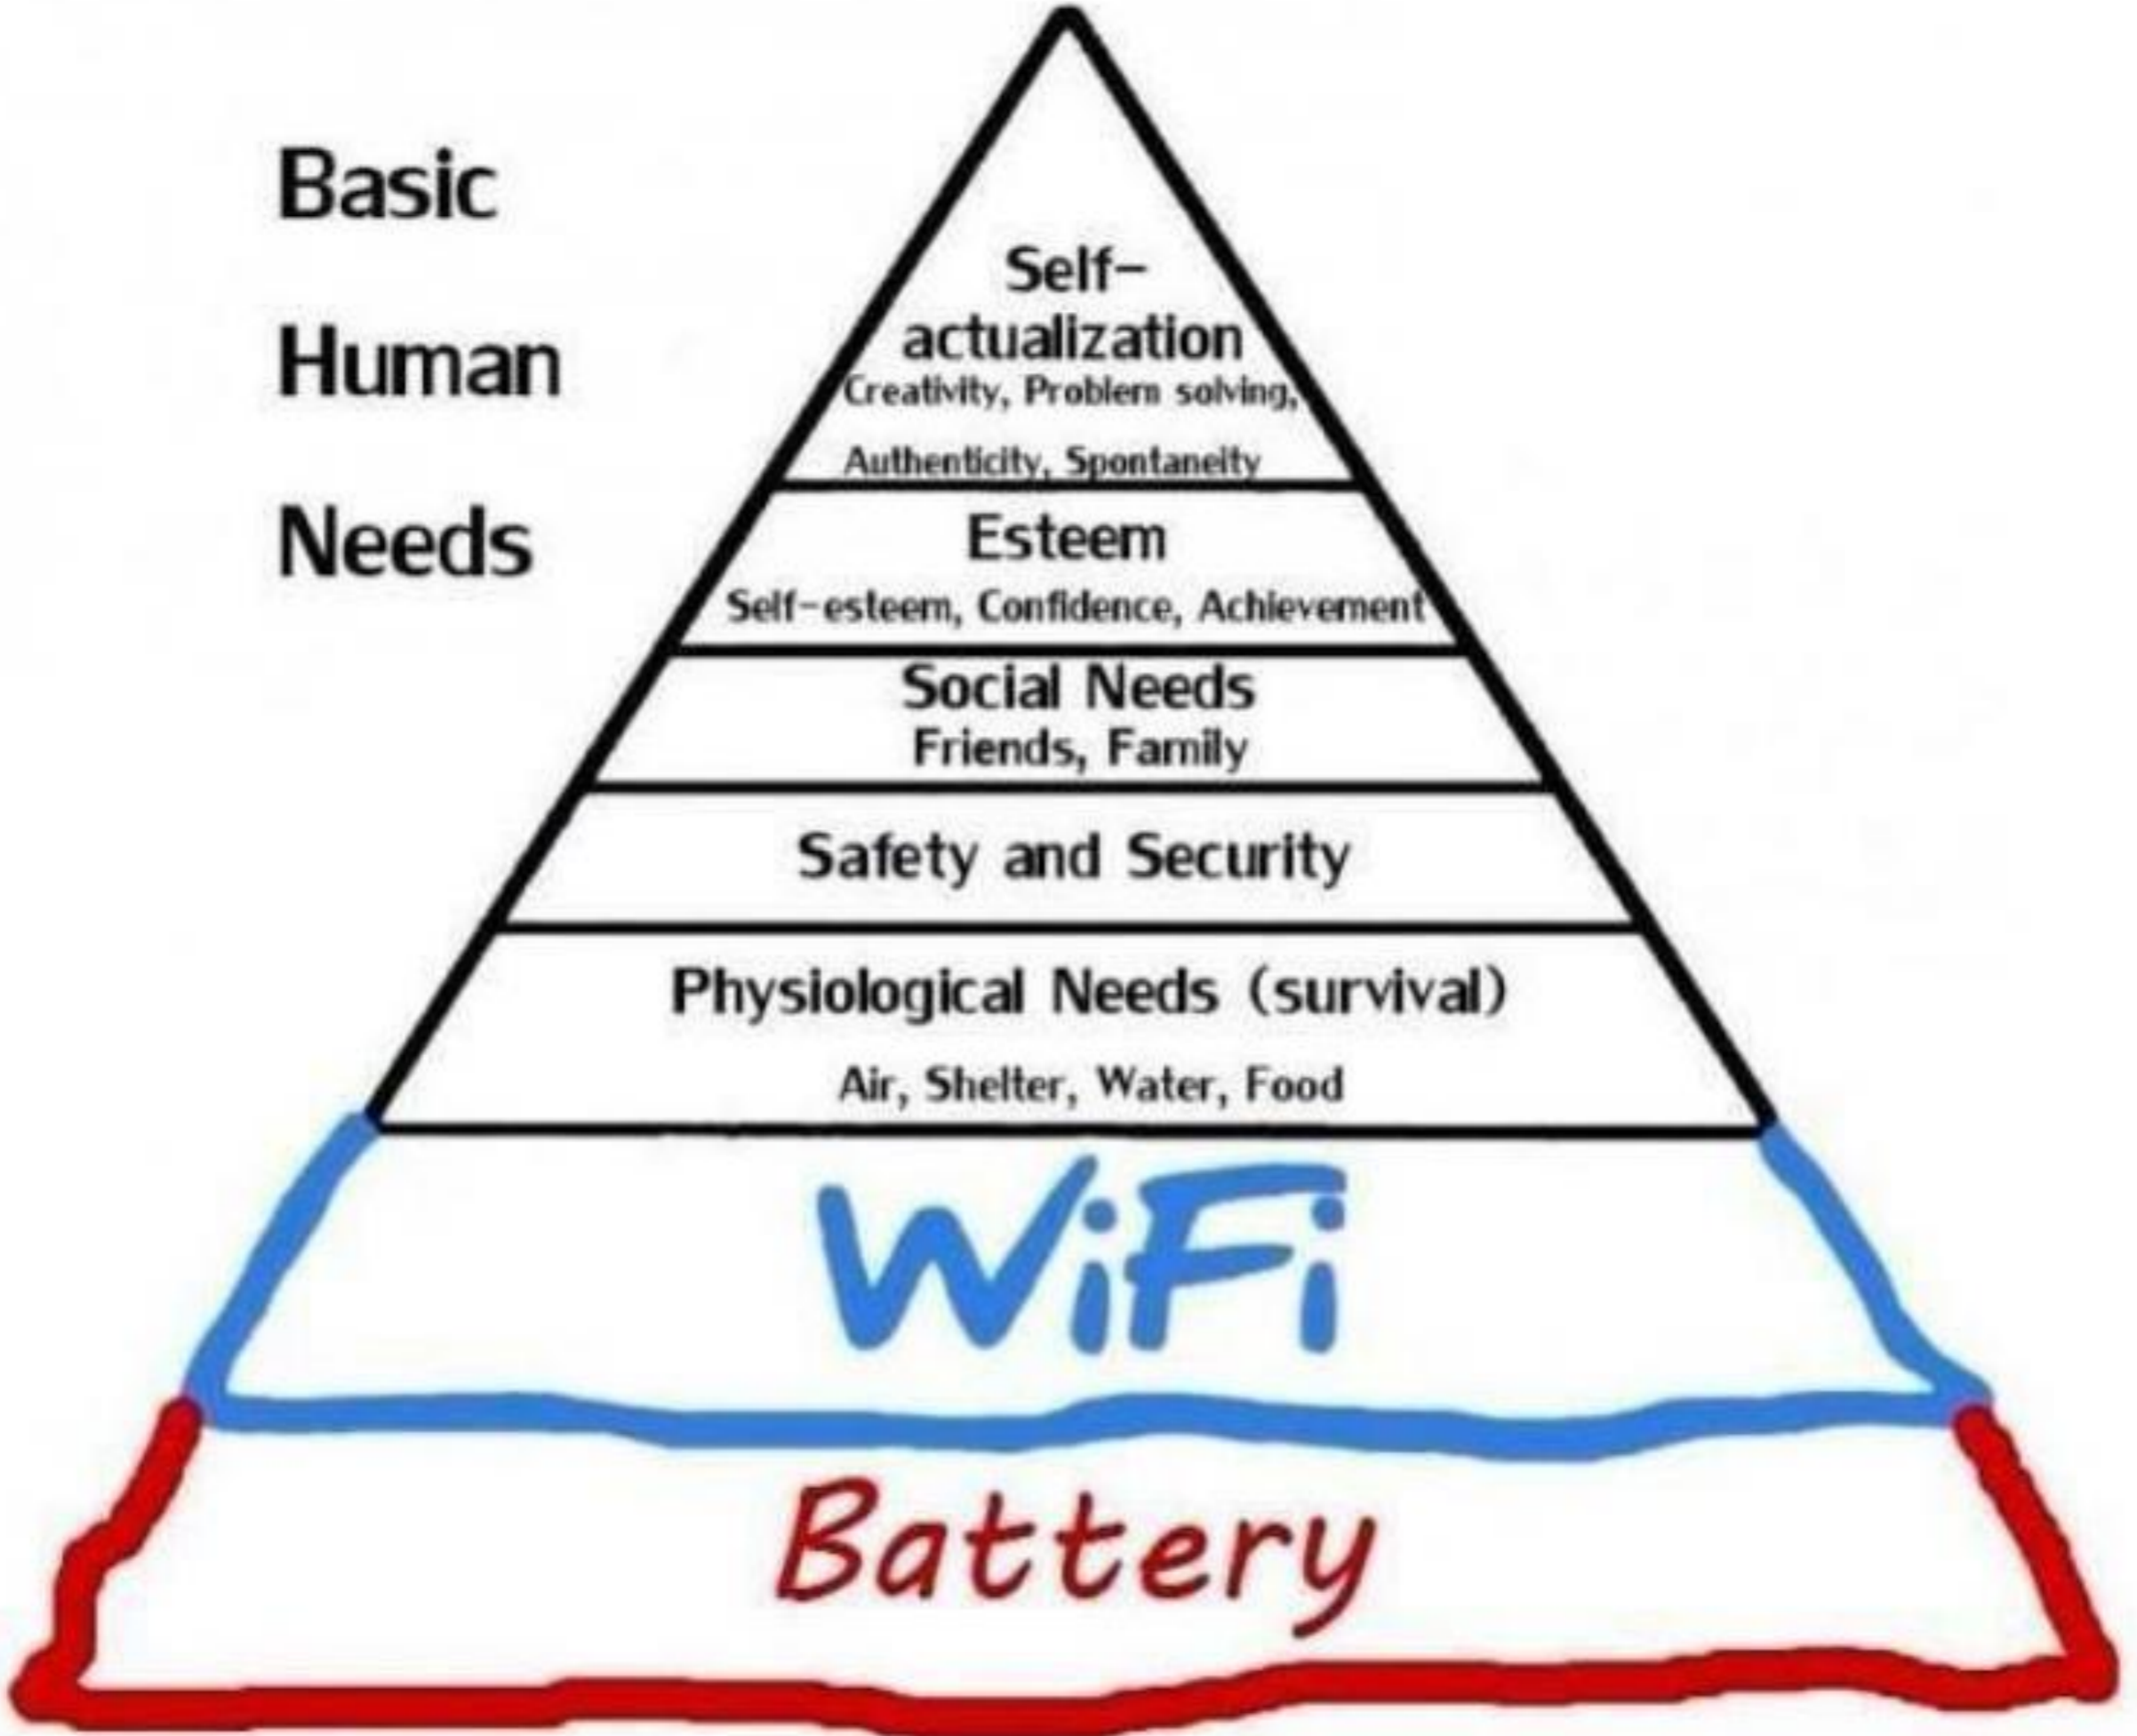 Basic
Human
Needs
Self-
actualization
Creativity, Problem solving,
Authenticity, Spontaneity
Esteem
Self-esteem, Confidence, Achievement
Social Needs
Friends, Family
Safety and Security
Physiological Needs (survival)
Air, Shelter, Water, Food
WiFi
Battery